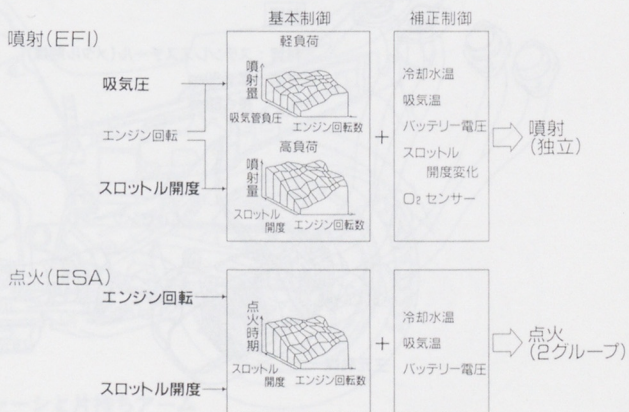 基本制御
補正制御
噴射(EFI)
軽負荷
噴射量
吸気管負圧
エンジン回転数
高負荷
噴射量
スロットル
開度
エンジン回転数
吸気圧
エンジン回転
スロットル開度
+
冷却水温
吸気温
バッテリー電圧
スロットル
開度変化
O2 センサー
噴射
(独立)
点火(ESA)
エンジン回転
スロットル開度
点火時期
スロットル
開度
エンジン回転数
+
冷却水温
吸気温
バッテリー電圧
点火
(2グループ)